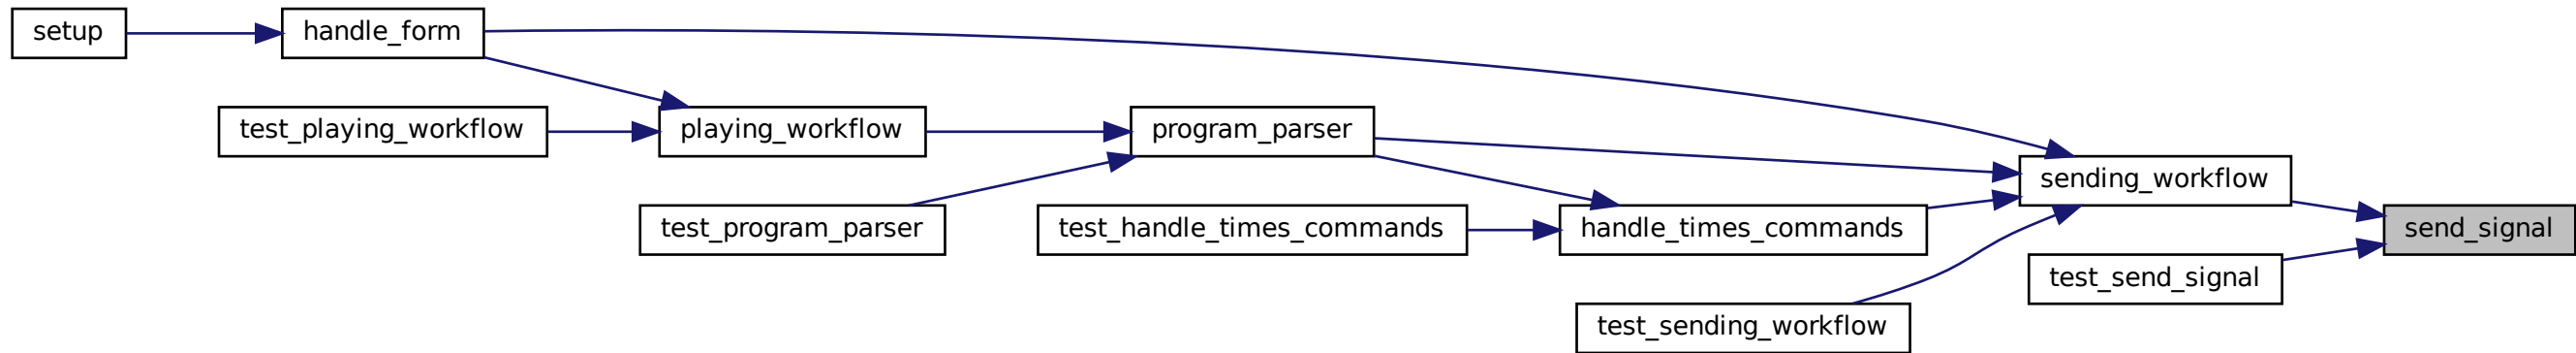 setup
handle_form
test_playing_workflow
playing_workflow
program_parser
sending_workflow
test_program_parser
test_handle_times_commands
handle_times_commands
send_signal
test_send_signal
test_sending_workflow